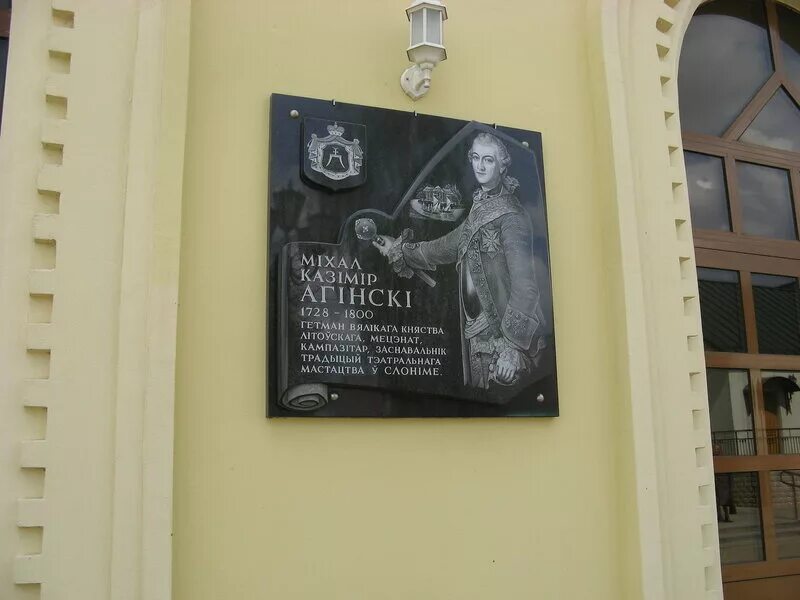 МІХАЛ
КАЗІМІР
АГІНСКІ
1728 - 1800
ГЕТМАН ВЯЛІКАГА КНЯСТВА
ЛІТОЎСКАГА, МЕЦЭНАТ,
КАМПАЗІТАР, ЗАСНАВАЛЬНІК
ТРАДЫЦЫЙ ТЭАТРАЛЬНАГА
МАСТАЦТВА Ў СЛОНІМЕ.